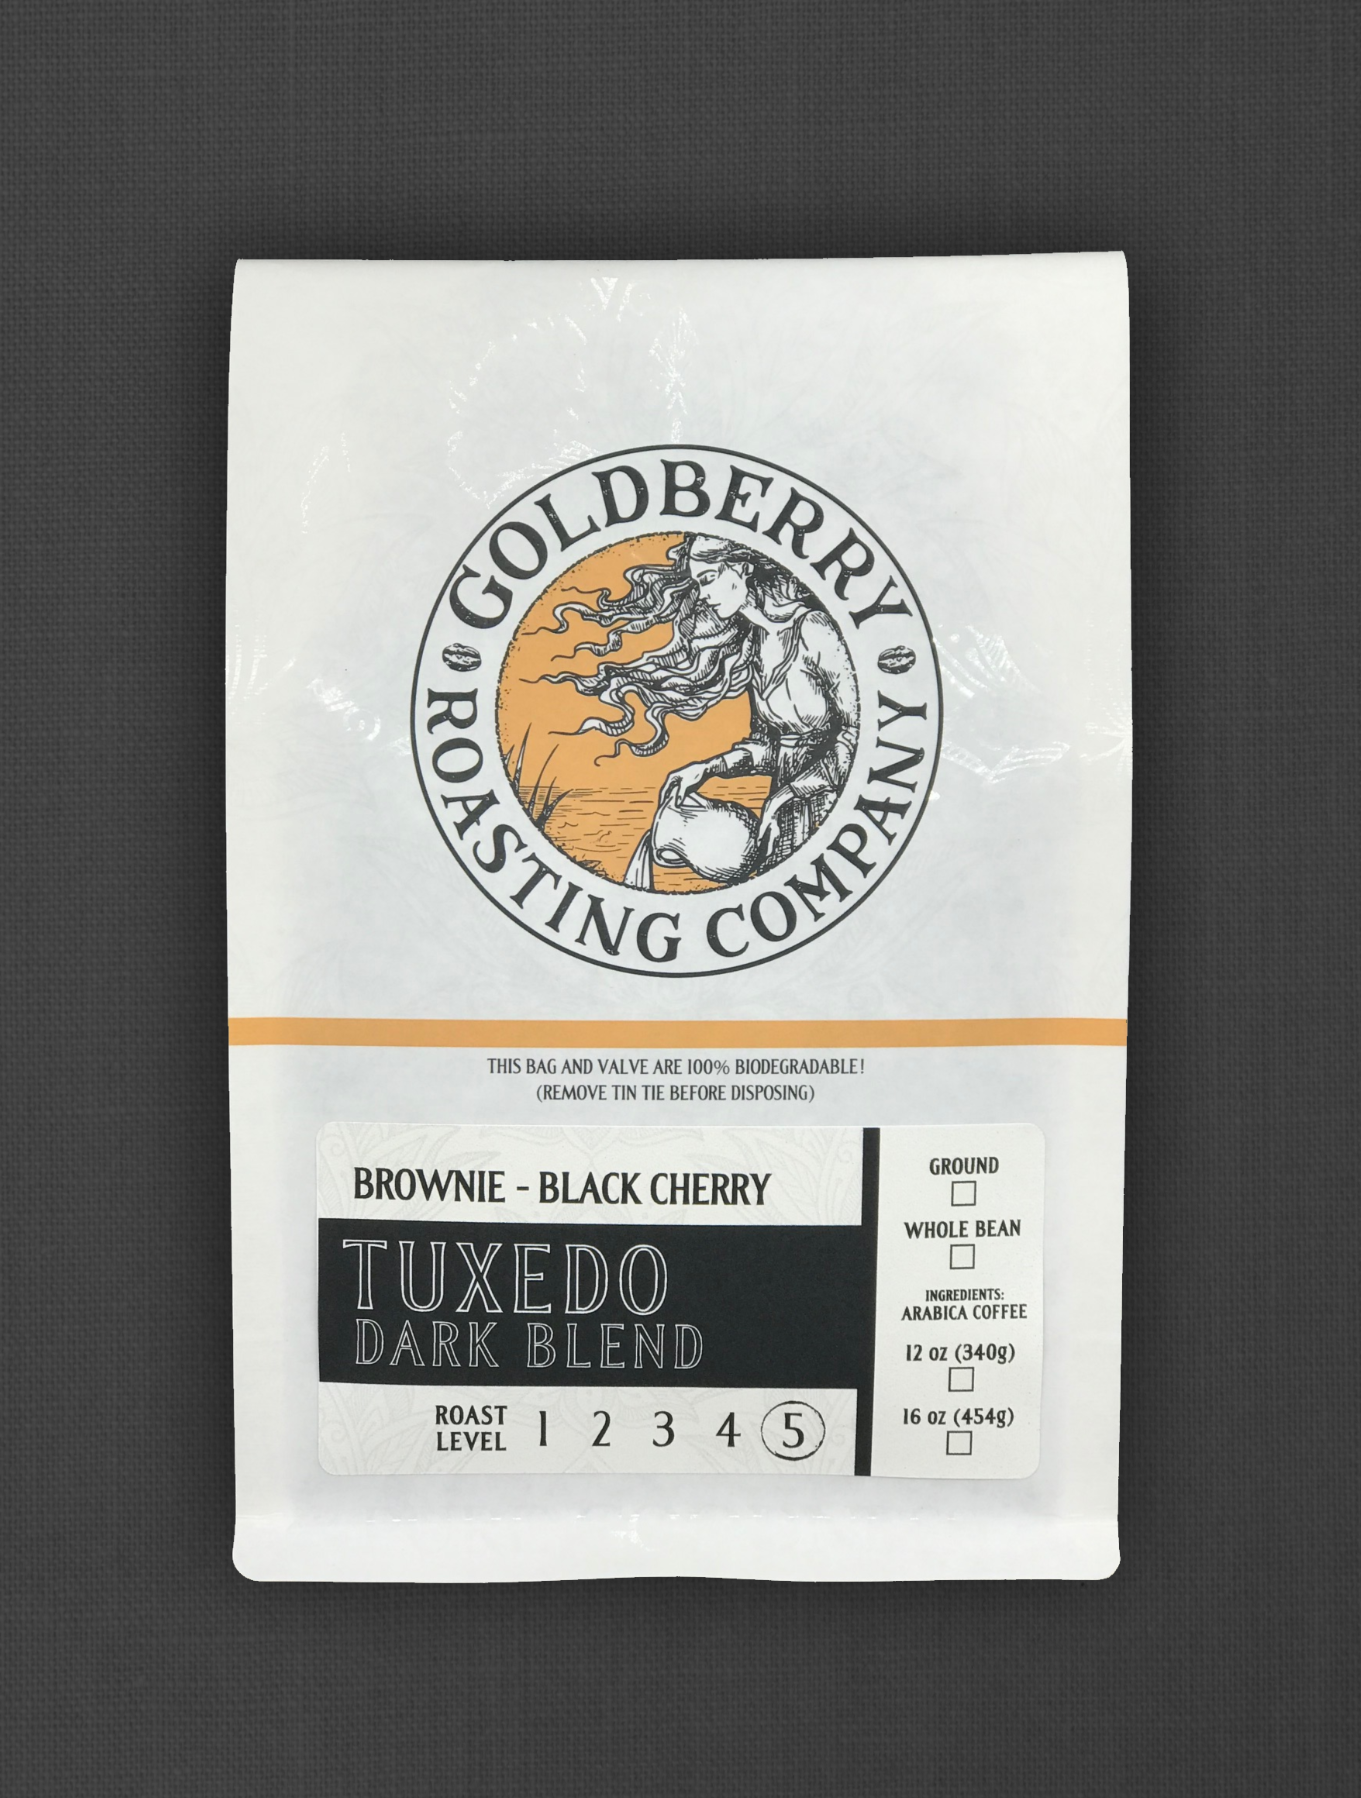 GOLDBERRY
ROASTING COMPANY
THIS BAG AND VALVE ARE 100% BIODEGRADABLE!
(REMOVE TIN TIE BEFORE DISPOSING)
BROWNIE - BLACK CHERRY
TUXEDO
DARK BLEND
ROAST
LEVEL
1 2 3 4 5
GROUND
WHOLE BEAN
INGREDIENTS:
ARABICA COFFEE
12 oz (340g)
16 oz (454g)